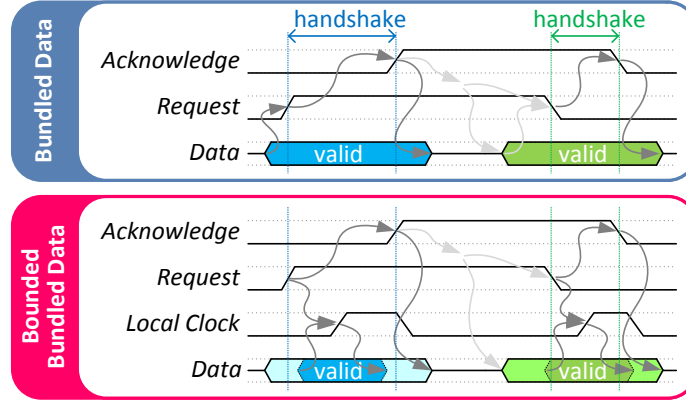 handshake handshake
Bundled Data
Acknowledge
Request
Data valid valid
Bounded
Bundled Data
Acknowledge
Request
Local Clock
Data valid valid